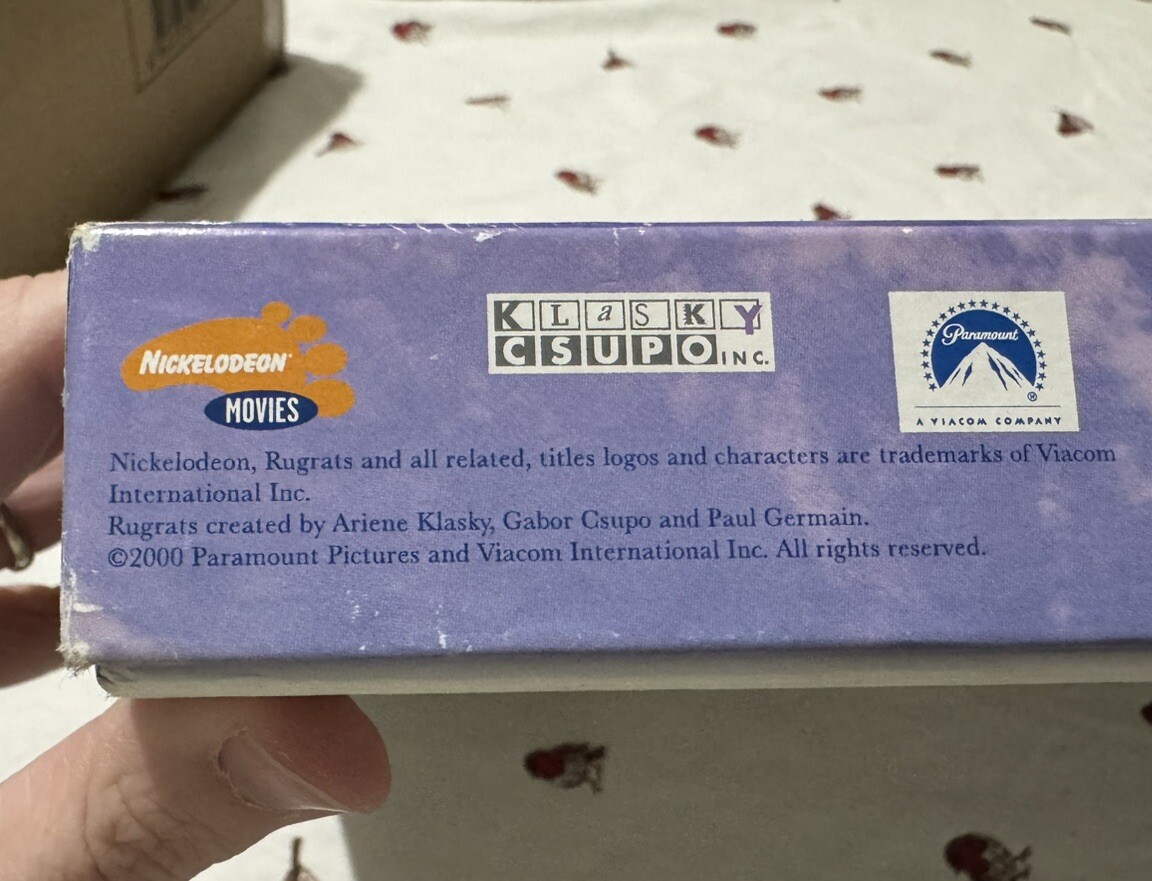 NICKELODEON
MOVIES
KLaSKY
CSUPO INC.
Paramount
®
A VIACOM COMPANY
Nickelodeon, Rugrats and all related, titles logos and characters are trademarks of Viacom
International Inc.
Rugrats created by Ariene Klasky, Gabor Csupo and Paul Germain.
©2000 Paramount Pictures and Viacom International Inc. All rights reserved.